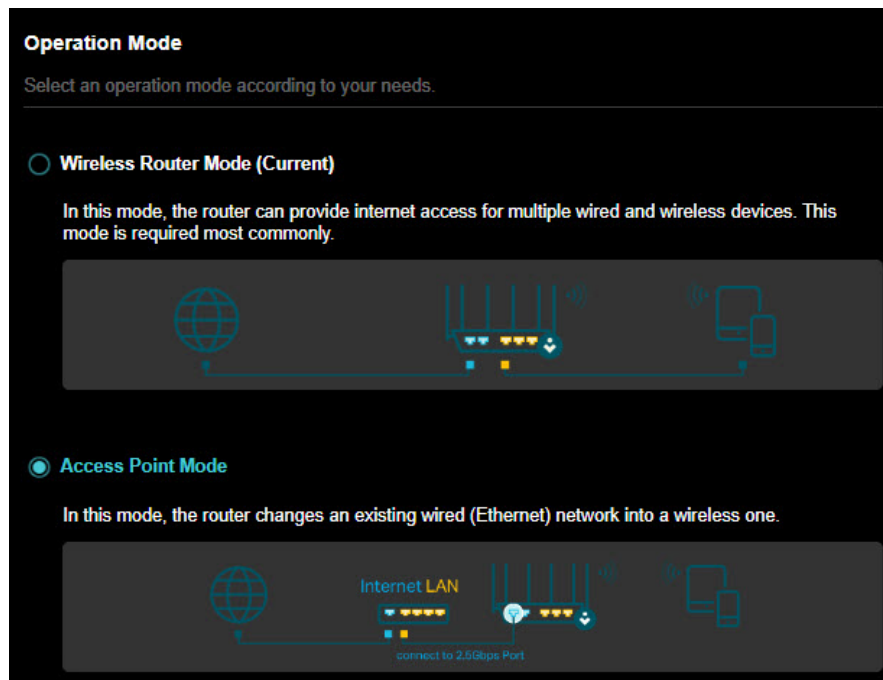 Operation Mode
Select an operation mode according to your needs.
Wireless Router Mode (Current)
In this mode, the router can provide internet access for multiple wired and wireless devices. This
mode is required most commonly.
Access Point Mode
In this mode, the router changes an existing wired (Ethernet) network into a wireless one.
Internet LAN
connect to 2.5Gbps Port